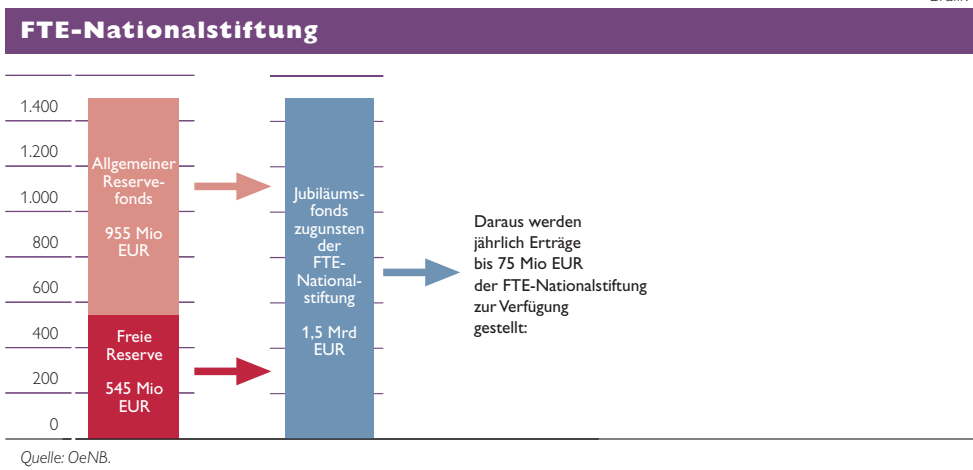 FTE-Nationalstiftung
1.400
1.200
1.000
800
600
400
200
0
Allgemeiner
Reserve-
fonds
955 Mio
EUR
Freie
Reserve
545 Mio
EUR
Jubiläums-
fonds
zugunsten
der
FTE-
National-
stiftung
1,5 Mrd
EUR
Daraus werden
jährlich Erträge
bis 75 Mio EUR
der FTE-Nationalstiftung
zur Verfügung
gestellt:
Quelle: OeNB.